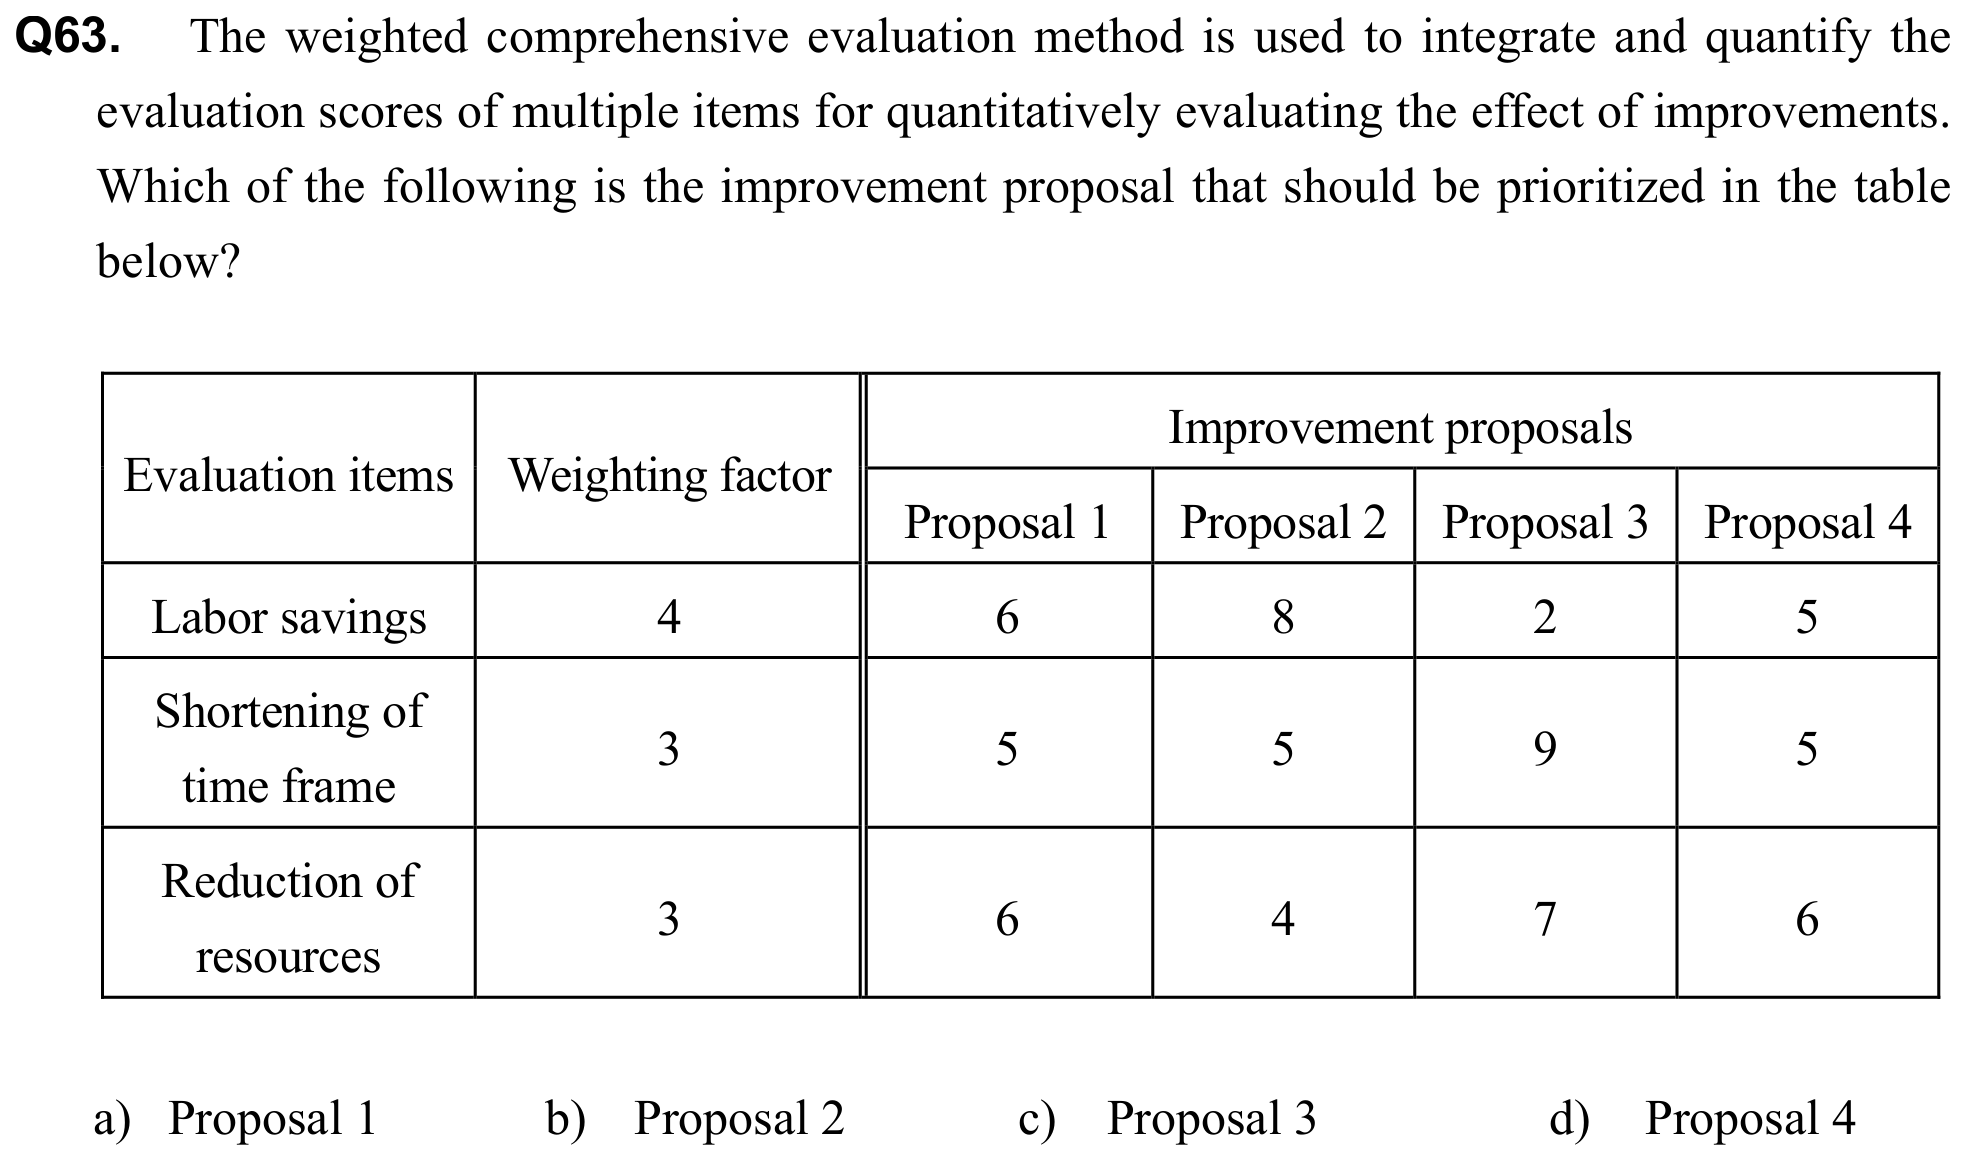 Q63. The weighted comprehensive evaluation method is used to integrate and quantify the
evaluation scores of multiple items for quantitatively evaluating the effect of improvements.
Which of the following is the improvement proposal that should be prioritized in the table
below?
Evaluation items Weighting factor Improvement proposals
Proposal 1 Proposal 2 Proposal 3 Proposal 4
Labor savings 4 6 8 2 5
Shortening of
time frame 3 5 5 9 5
Reduction of
resources 3 6 4 7 6
a) Proposal 1 b) Proposal 2 c) Proposal 3 d) Proposal 4